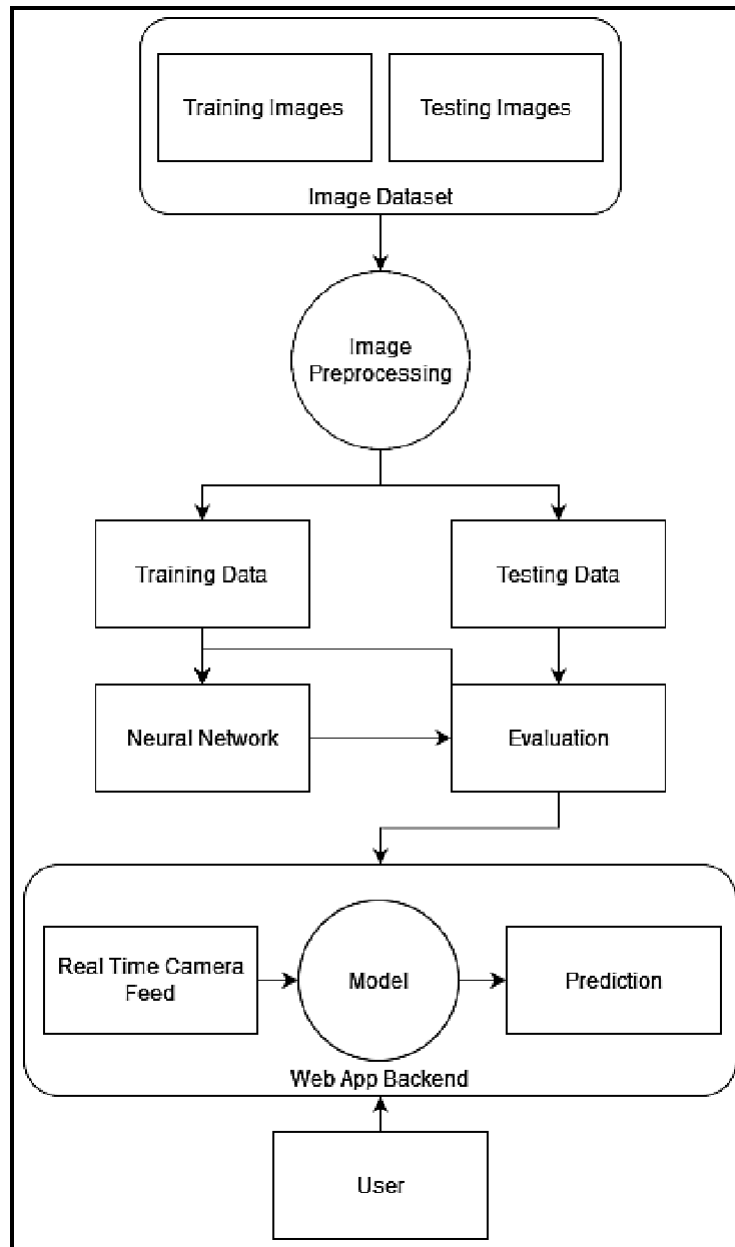 Training Images
Testing Images
Image Dataset
Image
Preprocessing
Training Data
Testing Data
Neural Network
Evaluation
Real Time Camera
Feed
Model
Prediction
Web App Backend
User